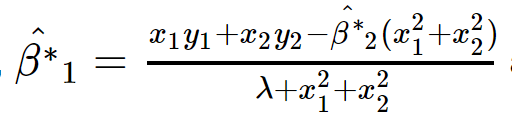 , β̂*₁ = (x₁y₁+x₂y₂−β̂*₂(x₁²+x₂²)) / (λ+x₁²+x₂²)